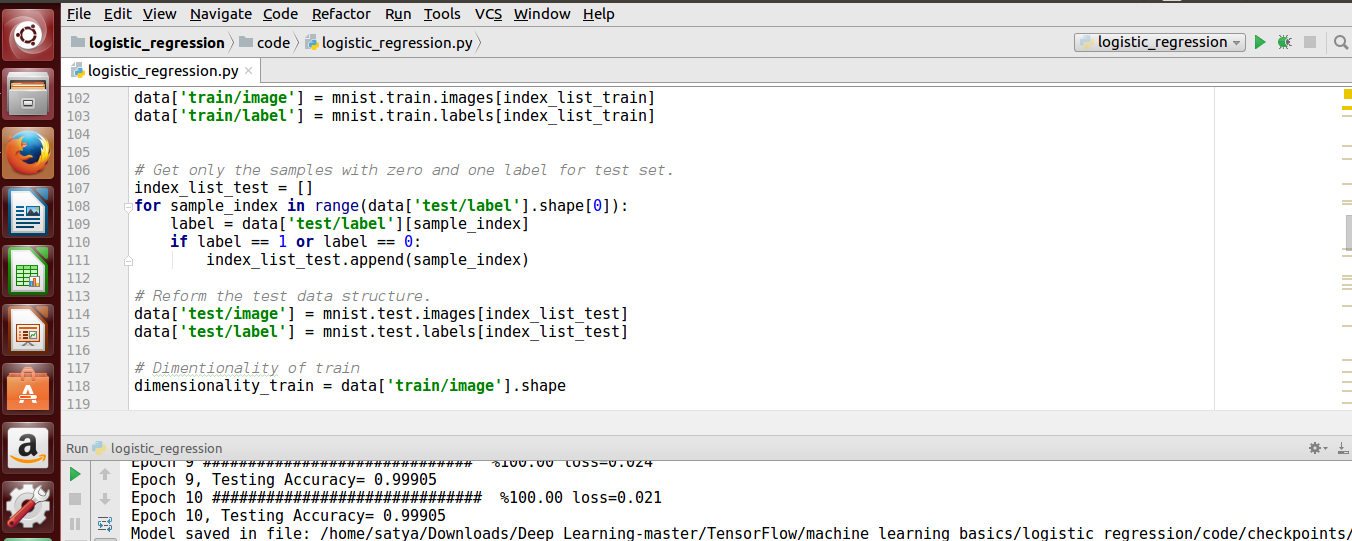 File Edit View Navigate Code Refactor Run Tools VCS Window Help
logistic_regression code logistic_regression.py logistic_regression
logistic_regression.py ×
102 data['train/image'] = mnist.train.images[index_list_train]
103 data['train/label'] = mnist.train.labels[index_list_train]
104
105
106 # Get only the samples with zero and one label for test set.
107 index_list_test = []
108 for sample_index in range(data['test/label'].shape[0]):
109 label = data['test/label'][sample_index]
110 if label == 1 or label == 0:
111 index_list_test.append(sample_index)
112
113 # Reform the test data structure.
114 data['test/image'] = mnist.test.images[index_list_test]
115 data['test/label'] = mnist.test.labels[index_list_test]
116
117 # Dimentionality of train
118 dimensionality_train = data['train/image'].shape
119
Run logistic_regression
Epoch 9 ############################## %100.00 loss=0.024
Epoch 9, Testing Accuracy= 0.99905
Epoch 10 ############################## %100.00 loss=0.021
Epoch 10, Testing Accuracy= 0.99905
Model saved in file: /home/satya/Downloads/Deep_Learning-master/TensorFlow/machine_learning_basics/logistic_regression/code/checkpoints/